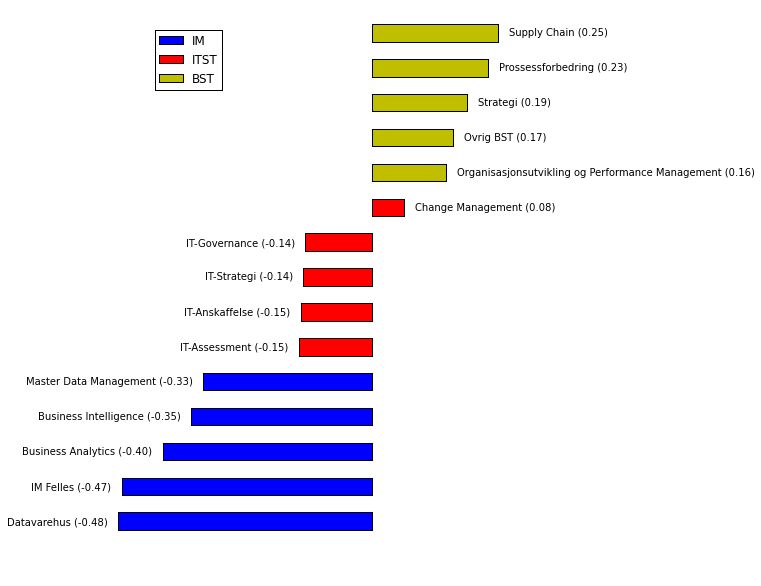 IM
ITST
BST
Supply Chain (0.25)
Prossessforbedring (0.23)
Strategi (0.19)
Ovrig BST (0.17)
Organisasjonsutvikling og Performance Management (0.16)
Change Management (0.08)
IT-Governance (-0.14)
IT-Strategi (-0.14)
IT-Anskaffelse (-0.15)
IT-Assessment (-0.15)
Master Data Management (-0.33)
Business Intelligence (-0.35)
Business Analytics (-0.40)
IM Felles (-0.47)
Datavarehus (-0.48)